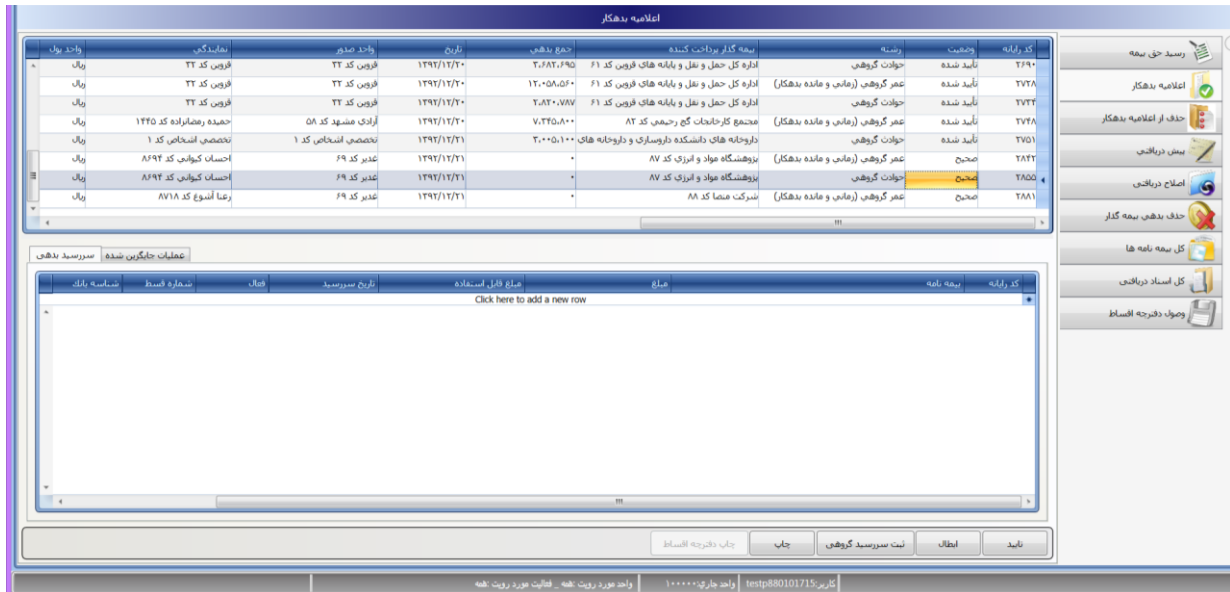 اعلامیه بدهکار
رسید حق بیمه
اعلامیه بدهکار
حذف از اعلامیه بدهکار
پیش دریافتی
اصلاح دریافتی
حذف بدهی بیمه گذار
کل بیمه نامه ها
کل اسناد دریافتی
وصول دفترچه اقساط
کد رایانه وضعیت رشته بیمه گذار پرداخت کننده جمع بدهی تاریخ واحد صدور نمایندگی واحد پول
۲۶۹۰ تأیید شده حوادث گروهی اداره کل حمل و نقل و پایانه های قزوین کد ۶۱ ۲،۶۸۲،۶۹۵ ۱۳۹۲/۱۲/۲۰ قزوین کد ۳۲ قزوین کد ۳۲ ریال
۲۷۲۸ تأیید شده عمر گروهی (زمانی و مانده بدهکار) اداره کل حمل و نقل و پایانه های قزوین کد ۶۱ ۱۲،۰۵۸،۵۶۰ ۱۳۹۲/۱۲/۲۰ قزوین کد ۳۲ قزوین کد ۳۲ ریال
تأیید شده حوادث گروهی اداره کل حمل و نقل و پایانه های قزوین کد ۶۱ ۲،۸۲۰،۷۸۷ ۱۳۹۲/۱۲/۲۰ قزوین کد ۳۲ قزوین کد ۳۲ ریال
۲۷۴۸ تأیید شده عمر گروهی (زمانی و مانده بدهکار) مجتمع کارخانجات گچ رحیمی کد ۸۲ ۷،۲۴۵،۸۰۰ ۱۳۹۲/۱۲/۲۰ آزادی مشهد کد ۵۸ حمیده رمضانزاده کد ۱۴۴۵ ریال
۲۷۵۱ تأیید شده حوادث گروهی داروخانه های دانشکده داروسازی و داروخانه های ۳،۰۰۵،۱۰۰ ۱۳۹۲/۱۲/۲۱ تخصصی اشخاص کد ۱ تخصصی اشخاص کد ۱ ریال
۲۸۴۲ صحیح عمر گروهی (زمانی و مانده بدهکار) پژوهشگاه مواد و انرژی کد ۸۷ ۰ ۱۳۹۲/۱۲/۲۱ غدیر کد ۶۹ احسان کیوانی کد ۸۶۹۴ ریال
۲۸۵۵ صحیح حوادث گروهی پژوهشگاه مواد و انرژی کد ۸۷ ۰ ۱۳۹۲/۱۲/۲۱ غدیر کد ۶۹ احسان کیوانی کد ۸۶۹۴ ریال
۲۸۸۱ صحیح عمر گروهی (زمانی و مانده بدهکار) شرکت منصا کد ۸۸ ۰ ۱۳۹۲/۱۲/۲۱ غدیر کد ۶۹ رعنا آشوغ کد ۸۷۱۸ ریال
عملیات جایگزین شده سررسید بدهی
کد رایانه بیمه نامه مبلغ مبلغ قابل استفاده تاریخ سررسید فعال شماره قسط شناسه بانک
Click here to add a new row
تایید ابطال ثبت سررسید گروهی چاپ چاپ دفترچه اقساط
کاربر:testp880101715 واحد جاری:۱۰۰۰۰۰ واحد مورد رویت :همه _ فعالیت مورد رویت :همه